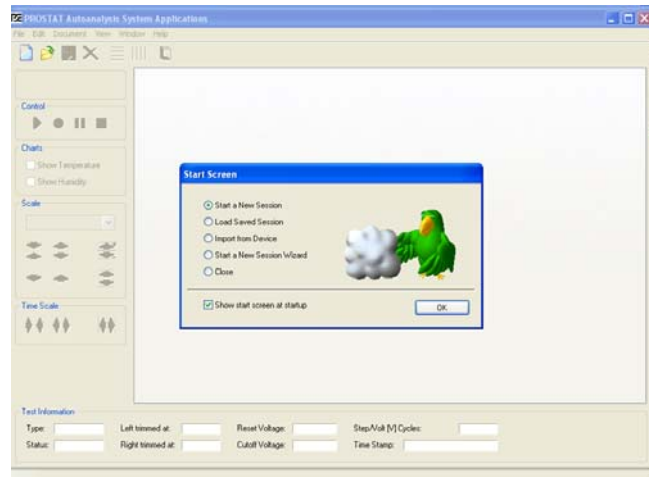 PROSTAT Autoanalysis System Applications
File Edit Document View Window Help
Control
Charts
Show Temperature
Show Humidity
Scale
Time Scale
Start Screen
Start a New Session
Load Saved Session
Import from Device
Start a New Session Wizard
Close
Show start screen at startup
OK
Test Information
Type: Left trimmed at: Reset Voltage: Step/Volt [V] Cycles:
Status: Right trimmed at: Cutoff Voltage: Time Stamp: